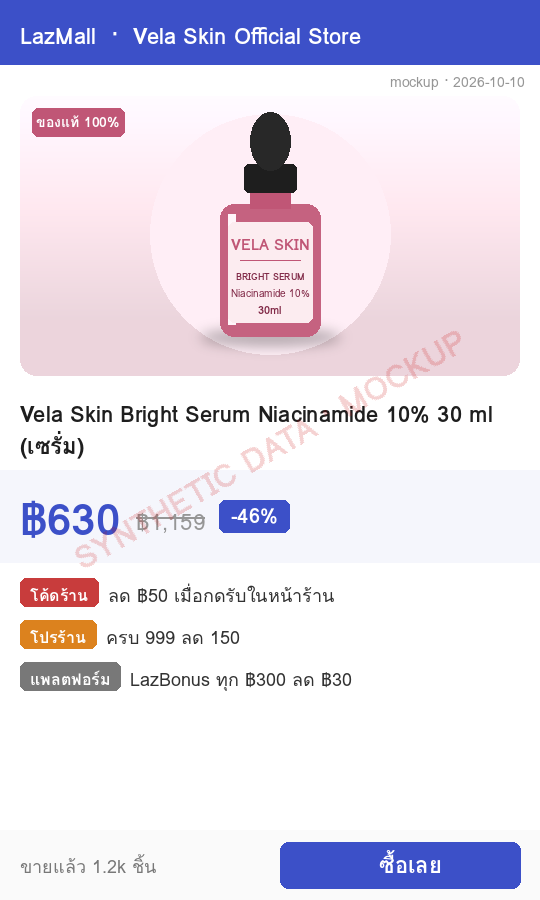 LazMall · Vela Skin Official Store
mockup · 2026-10-10
ของแท้ 100%
VELA SKIN
BRIGHT SERUM
Niacinamide 10%
30ml
Vela Skin Bright Serum Niacinamide 10% 30 ml
(เซรั่ม)
฿630 ฿1,159 -46%
SYNTHETIC DATA · MOCKUP
โค้ดร้าน ลด ฿50 เมื่อกดรับในหน้าร้าน
โปรร้าน ครบ 999 ลด 150
แพลตฟอร์ม LazBonus ทุก ฿300 ลด ฿30
ขายแล้ว 1.2k ชิ้น
ซื้อเลย